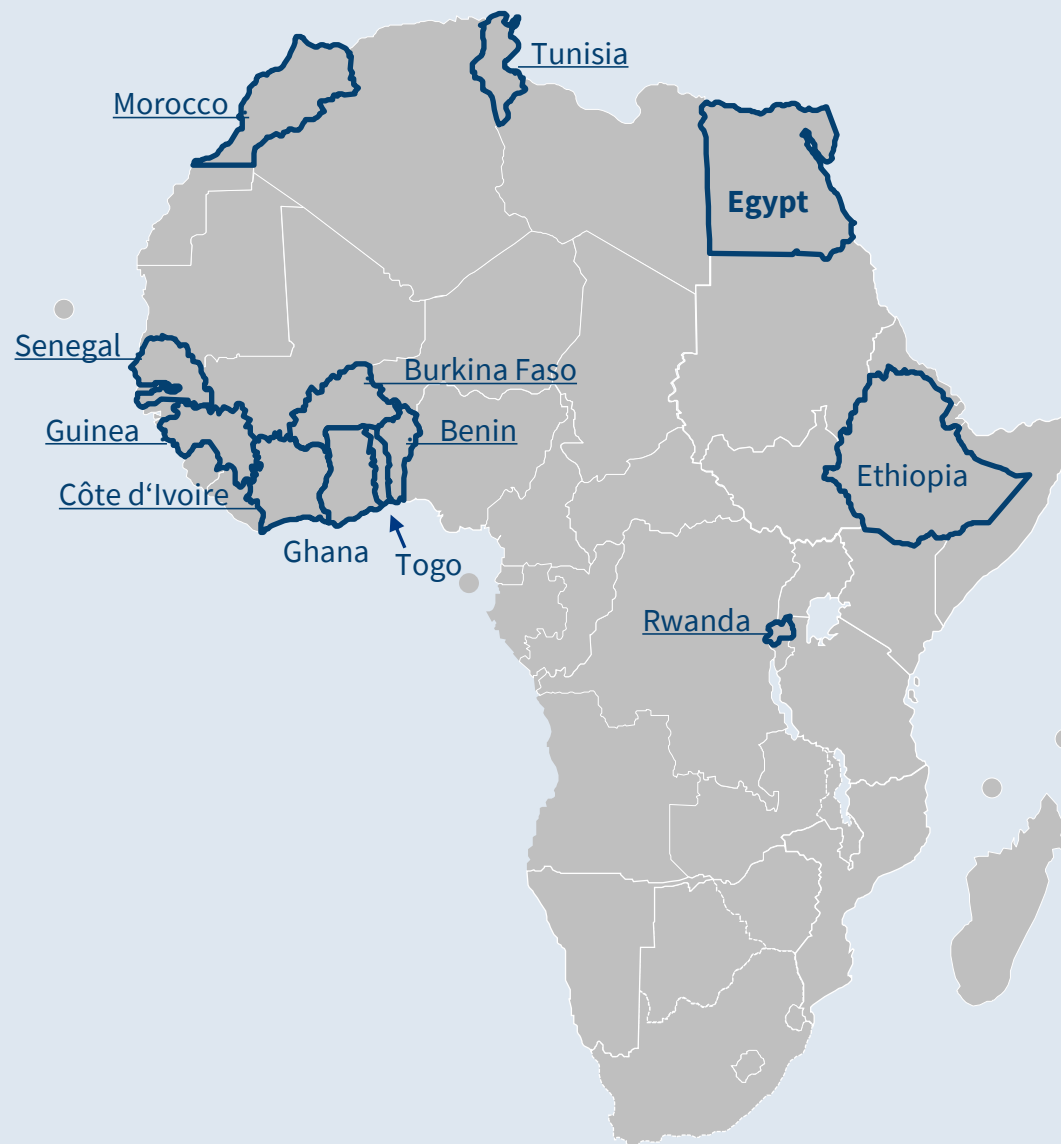 Tunisia
Morocco
Egypt
Senegal
Burkina Faso
Guinea
Benin
Ethiopia
Côte d‘Ivoire
Ghana
Togo
Rwanda